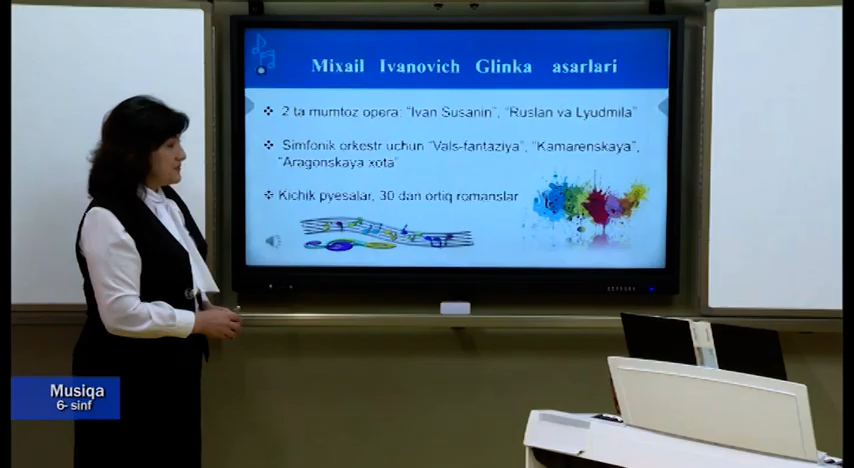 Mixail Ivanovich Glinka asarlari
❖ 2 ta mumtoz opera: “Ivan Susanin”, “Ruslan va Lyudmila”
❖ Simfonik orkestr uchun “Vals-fantaziya”, “Kamarenskaya”,
“Aragonskaya xota”
❖ Kichik pyesalar, 30 dan ortiq romanslar
Musiqa
6- sinf